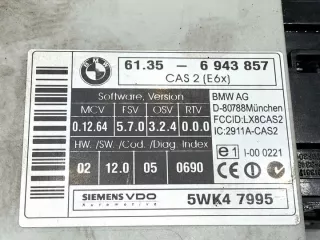 BMW
61.35 - 6 943 857
CAS 2 (E6x)
Software, Version
MCV FSV OSV RTV
0.12.64 5.7.0 3.2.4 0.0.0
HW. /SW. /Cod. /Diag. Index
02 12.0 05 0690
BMW AG
D-80788München
FCCID:LX8CAS2
IC:2911A-CAS2
e1 I-00 0221
SIEMENS VDO
Automotive
5WK4 7995